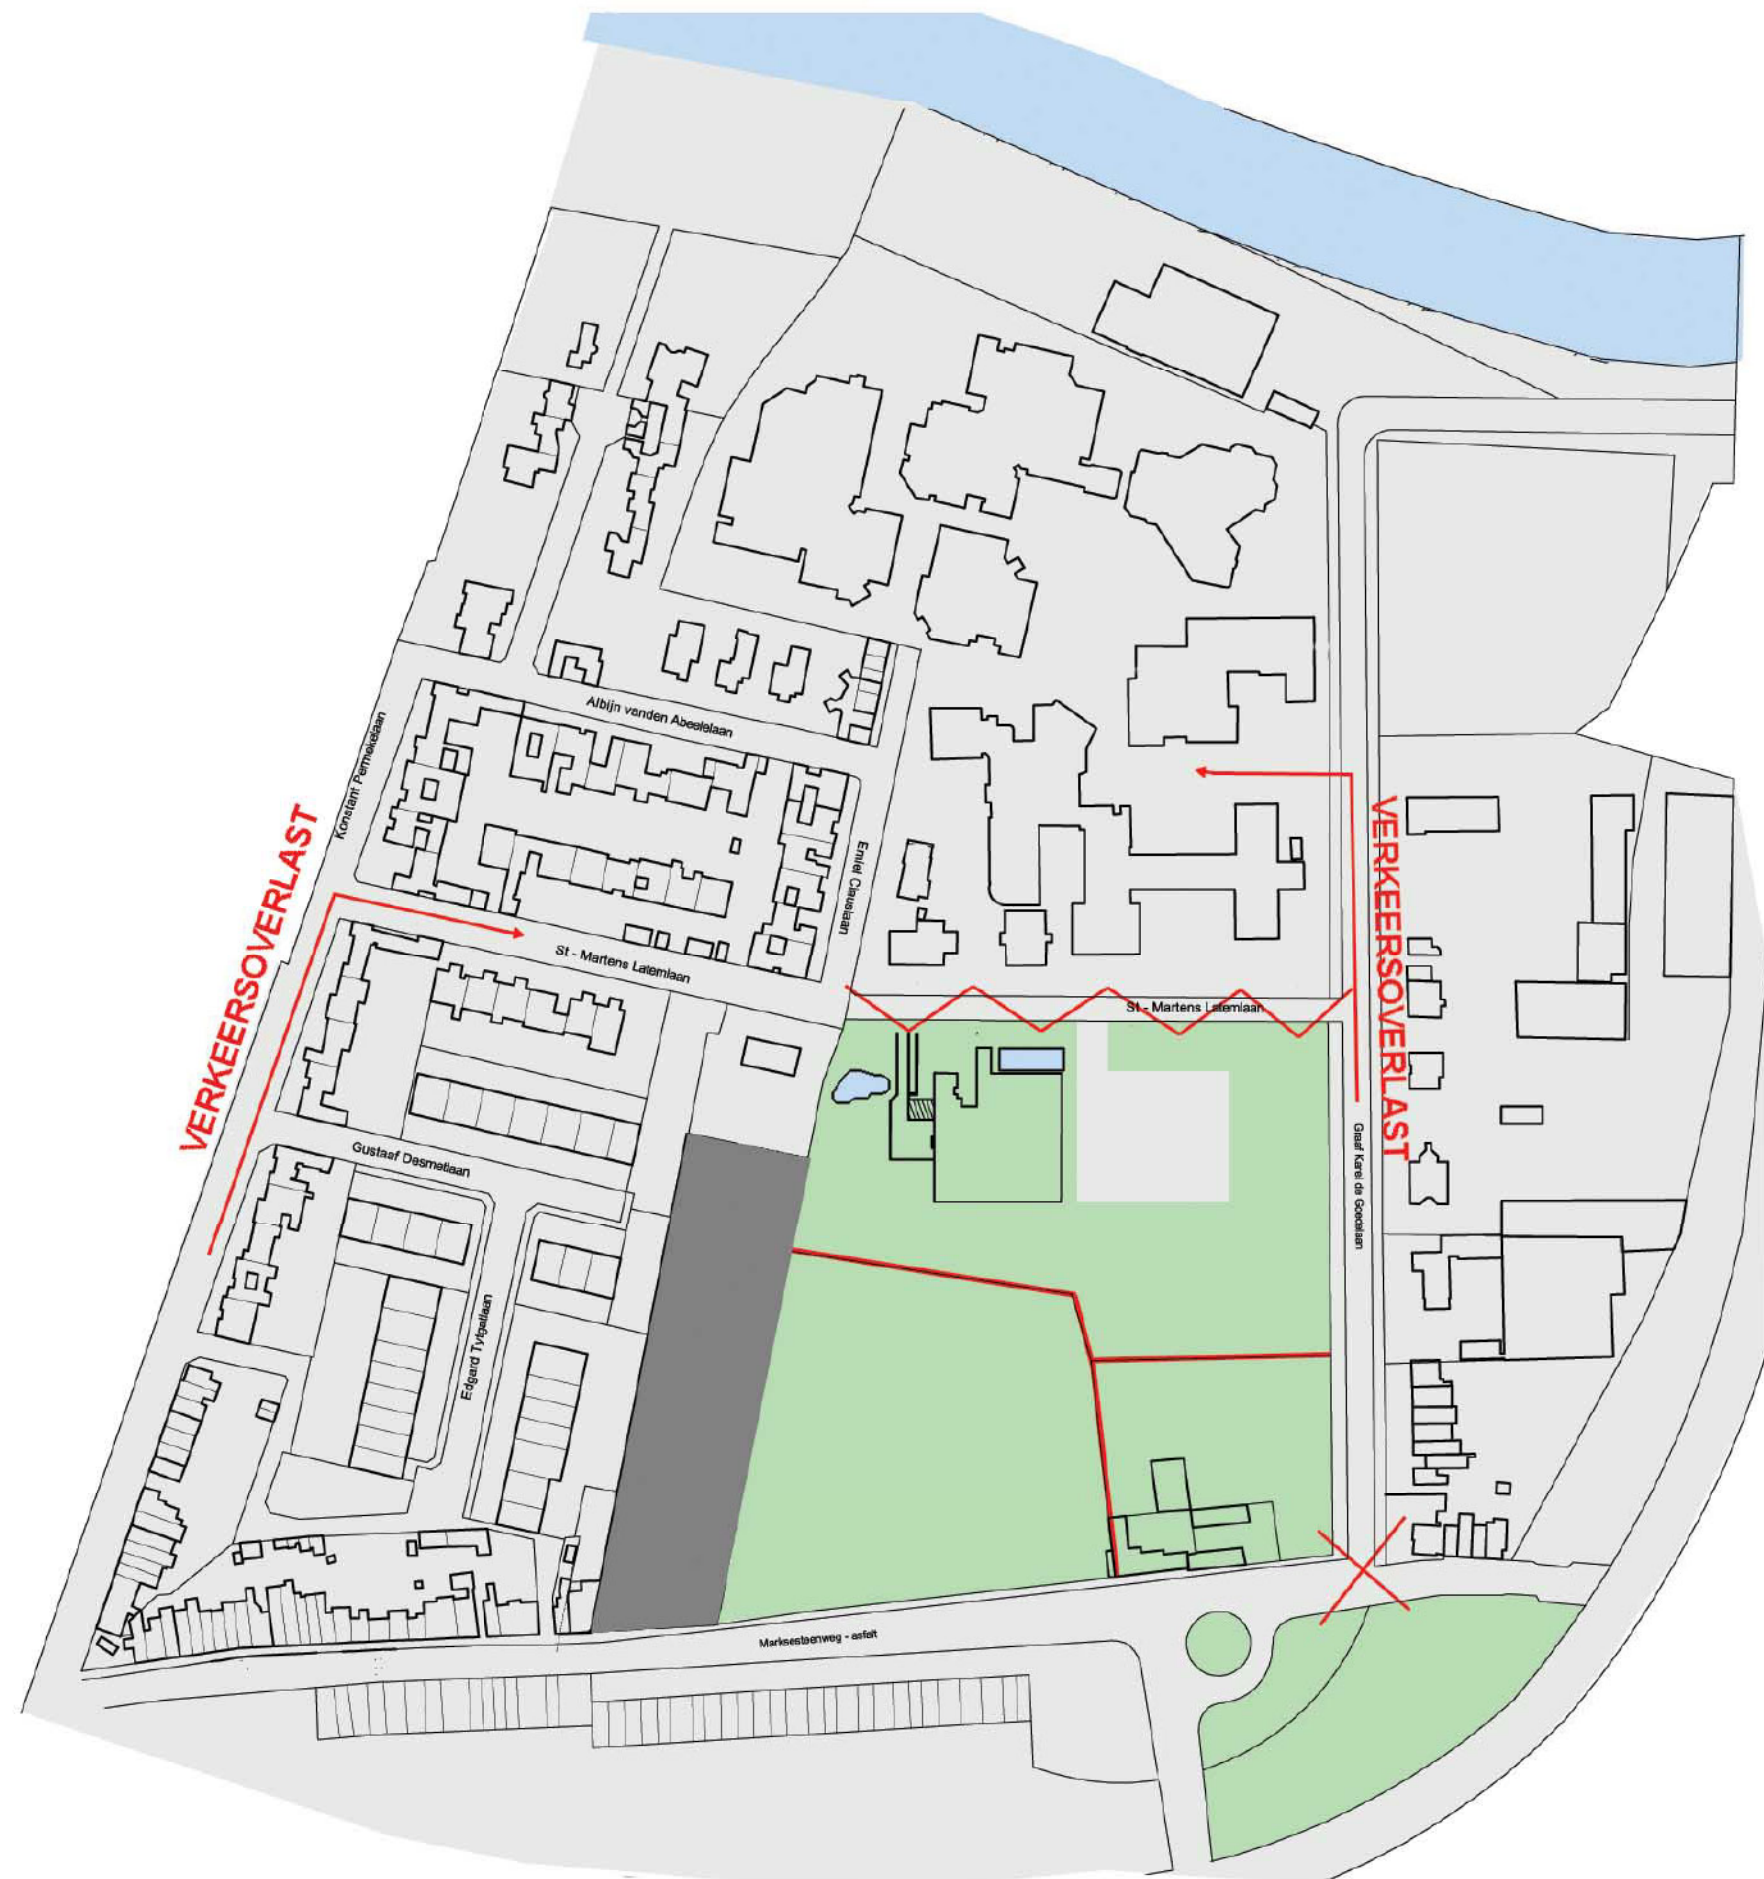 Albijn vanden Abeelelaan
Konstant Permekelaan
VERKEERSOVERLAST
VERKEERSOVERLAST
Emiel Clauslaan
St - Martens Latemlaan
St - Martens Latemlaan
Gustaaf Desmetlaan
Graaf Karel de Goedelaan
Edgard Tytgatlaan
Marksesteenweg - asfalt